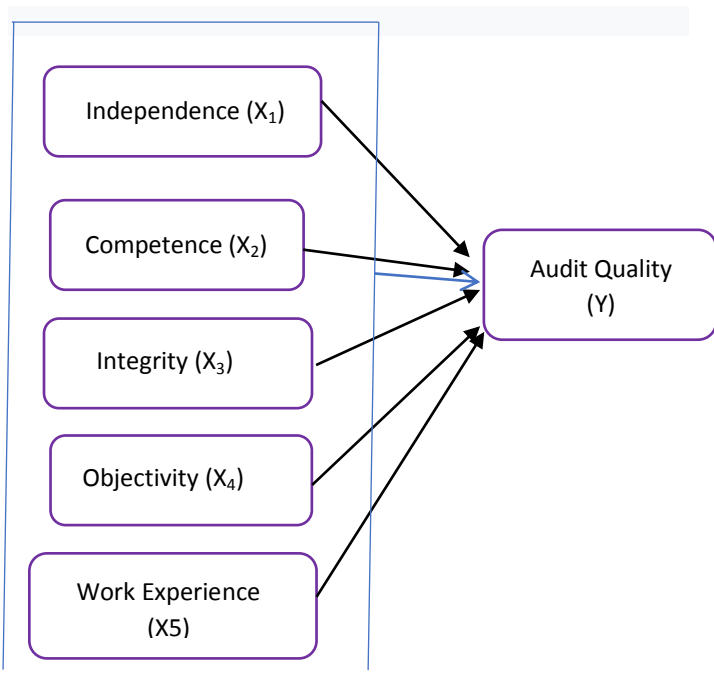 Independence (X₁)
Competence (X₂)
Integrity (X₃)
Objectivity (X₄)
Work Experience
(X5)
Audit Quality
(Y)